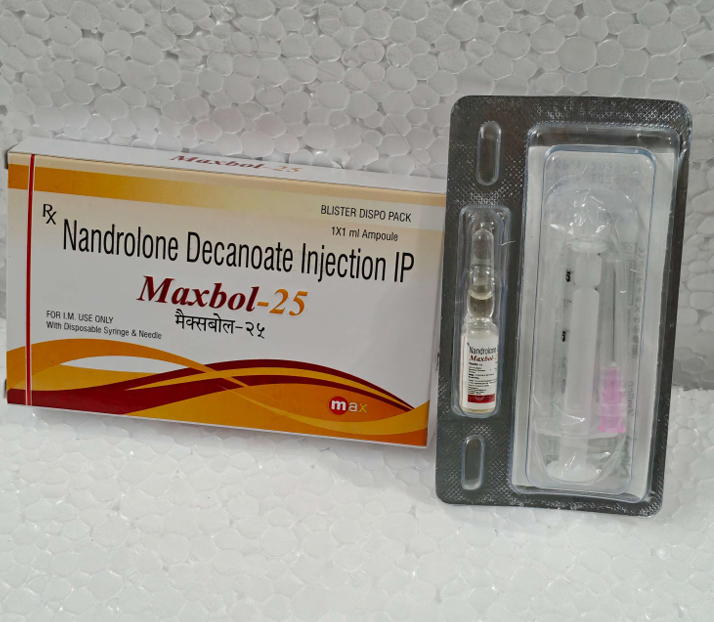 Maxbol-25
BLISTER DISPO PACK
1X1 ml Ampoule
Rx
Nandrolone Decanoate Injection IP
Maxbol-25
मैक्सबोल-२५
FOR I.M. USE ONLY
With Disposable Syringe & Needle
max
Nandrolone
Maxbol-